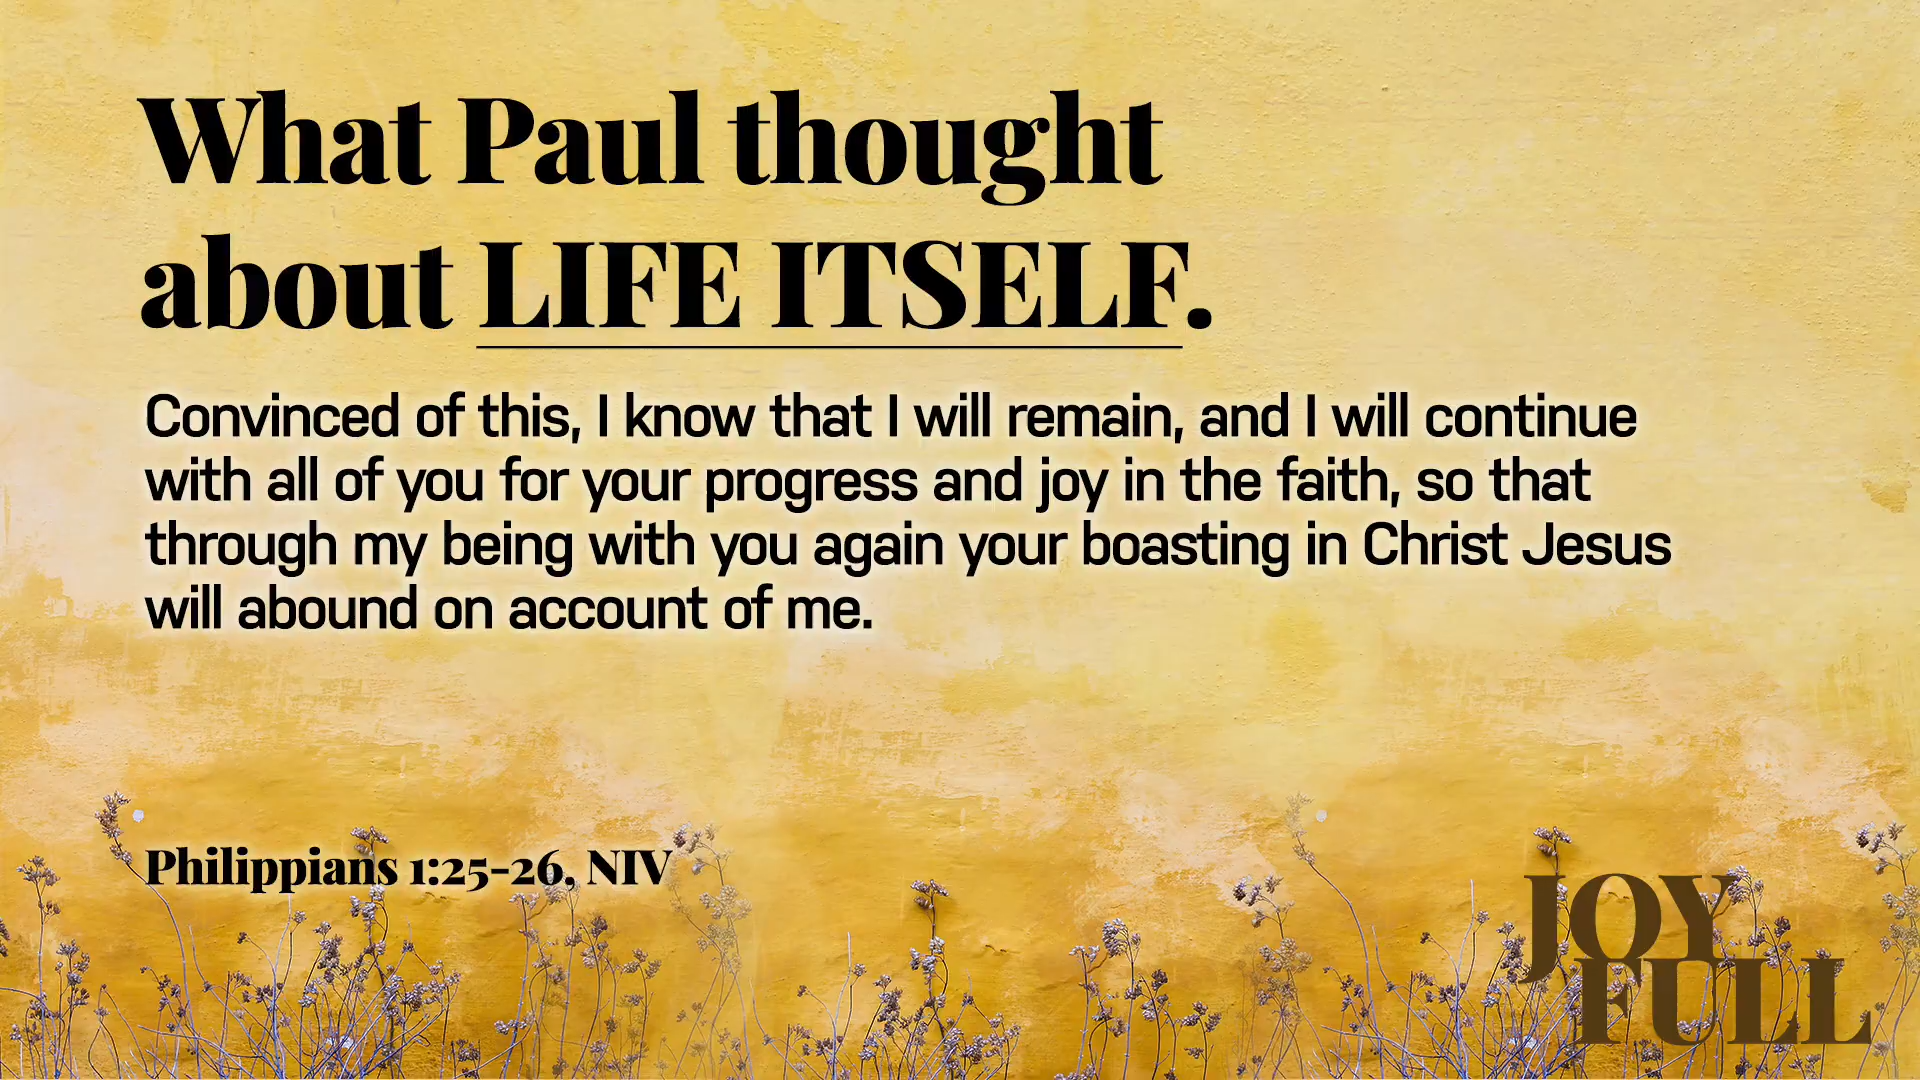 What Paul thought
about LIFE ITSELF.
Convinced of this, I know that I will remain, and I will continue
with all of you for your progress and joy in the faith, so that
through my being with you again your boasting in Christ Jesus
will abound on account of me.
Philippians 1:25-26, NIV
JOY
FULL